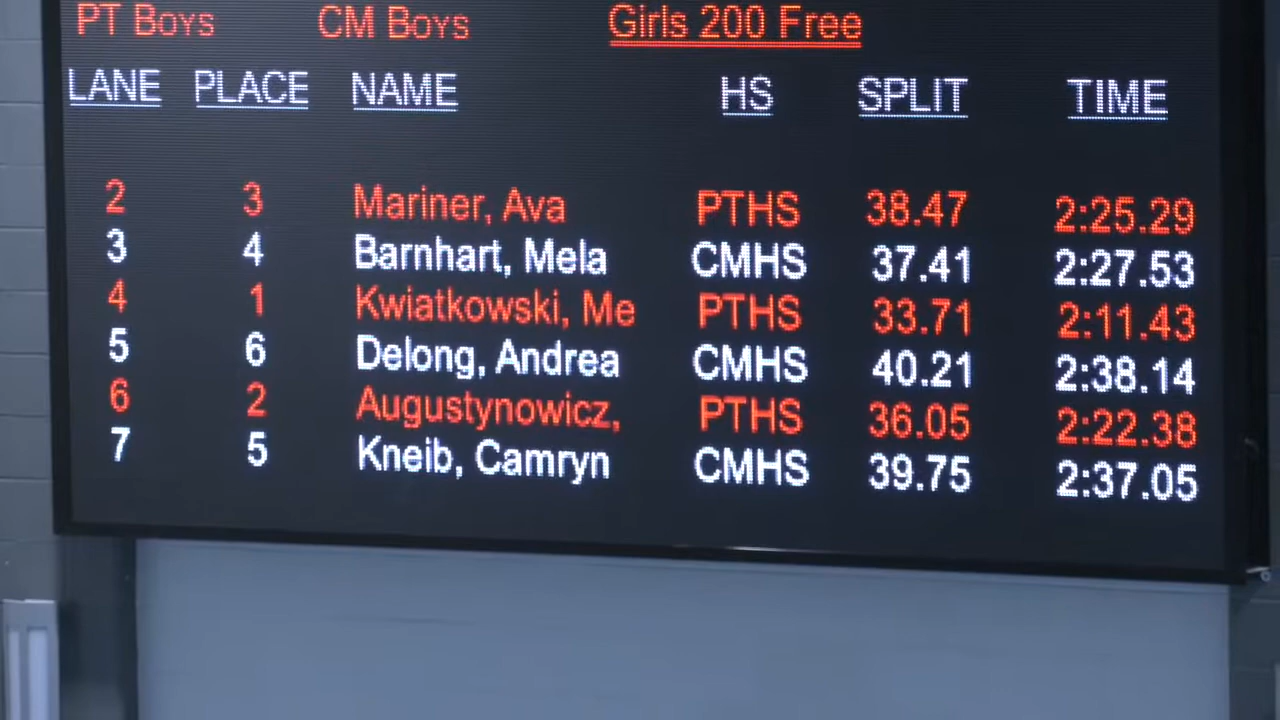 PT Boys CM Boys Girls 200 Free
LANE PLACE NAME HS SPLIT TIME
2 3 Mariner, Ava PTHS 38.47 2:25.29
3 4 Barnhart, Mela CMHS 37.41 2:27.53
4 1 Kwiatkowski, Me PTHS 33.71 2:11.43
5 6 Delong, Andrea CMHS 40.21 2:38.14
6 2 Augustynowicz, PTHS 36.05 2:22.38
7 5 Kneib, Camryn CMHS 39.75 2:37.05